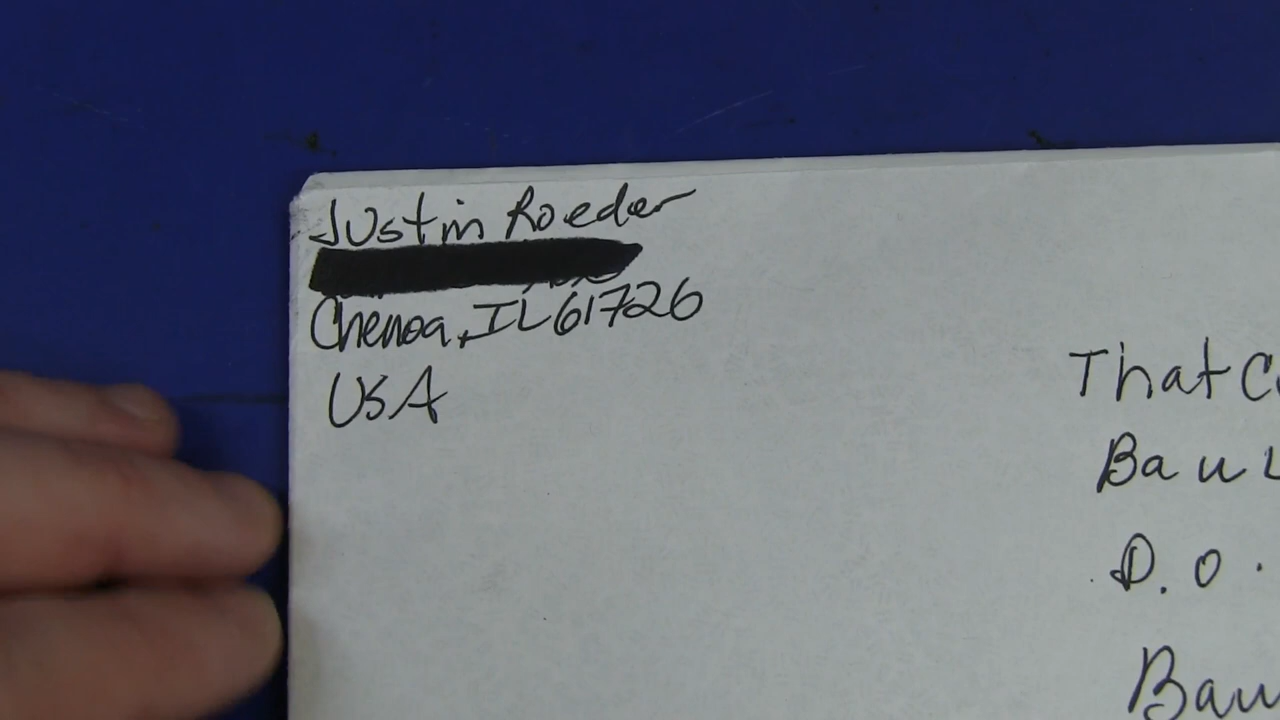 Justin Roeder
Chenoa, IL 61726
USA
That C
Bau L
P.O.
Bau